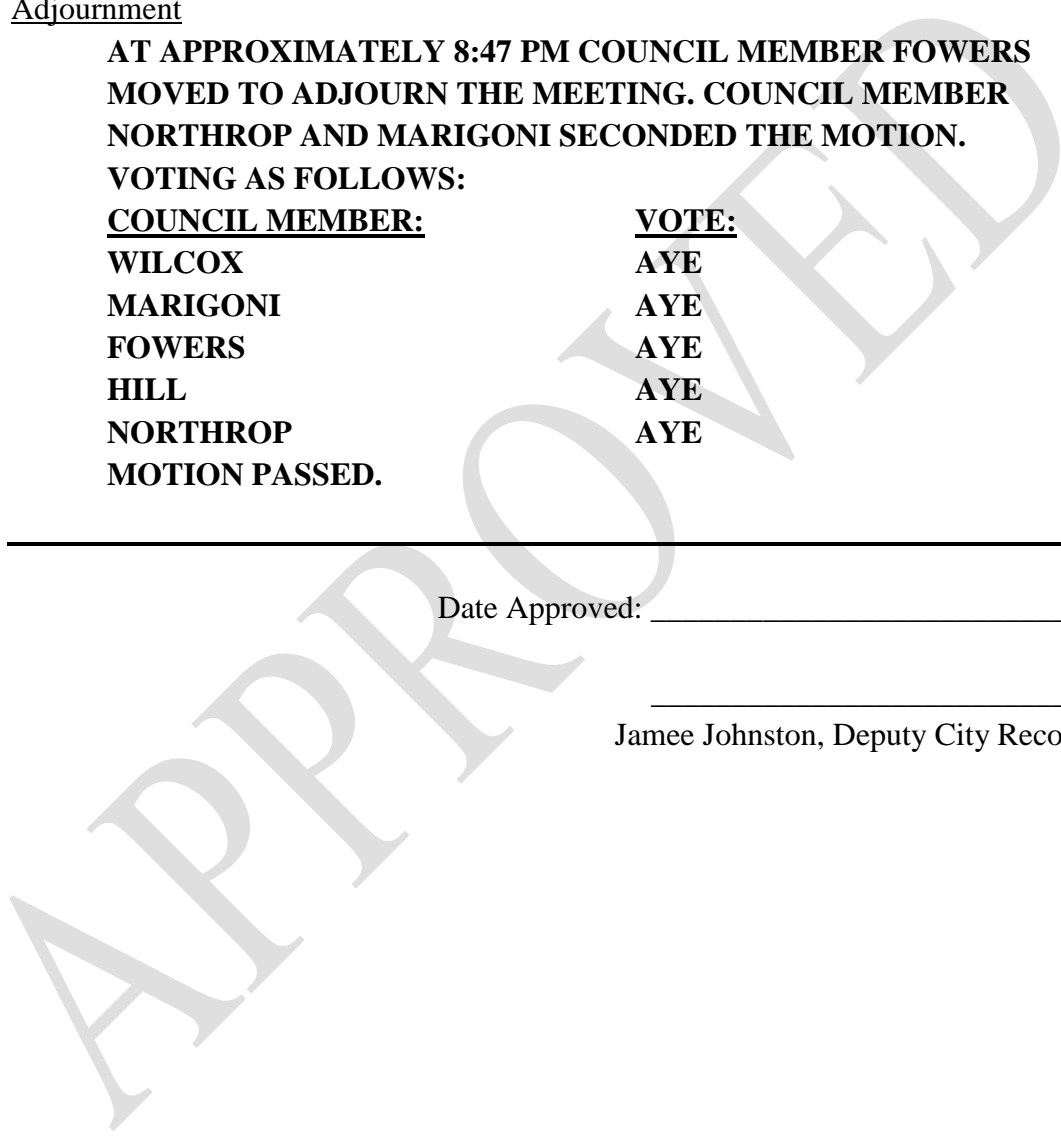 Adjournment
AT APPROXIMATELY 8:47 PM COUNCIL MEMBER FOWERS
MOVED TO ADJOURN THE MEETING. COUNCIL MEMBER
NORTHROP AND MARIGONI SECONDED THE MOTION.
VOTING AS FOLLOWS:
COUNCIL MEMBER: VOTE:
WILCOX AYE
MARIGONI AYE
FOWERS AYE
HILL AYE
NORTHROP AYE
MOTION PASSED.
Date Approved: __________________________
__________________________
Jamee Johnston, Deputy City Reco
APPROVED